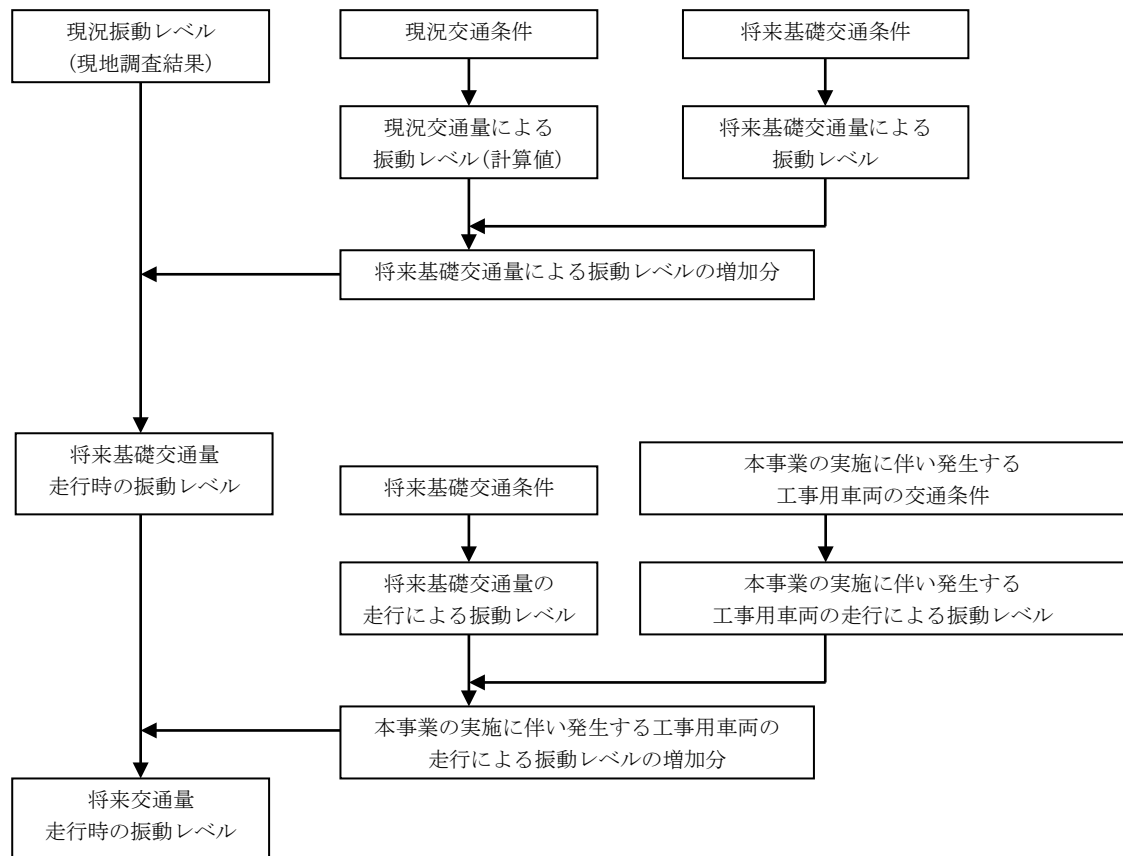 現況振動レベル
(現地調査結果)
現況交通条件
将来基礎交通条件
現況交通量による
振動レベル(計算値)
将来基礎交通量による
振動レベル
将来基礎交通量による振動レベルの増加分
将来基礎交通量
走行時の振動レベル
将来基礎交通条件
本事業の実施に伴い発生する
工事用車両の交通条件
将来基礎交通量の
走行による振動レベル
本事業の実施に伴い発生する
工事用車両の走行による振動レベル
本事業の実施に伴い発生する工事用車両の
走行による振動レベルの増加分
将来交通量
走行時の振動レベル